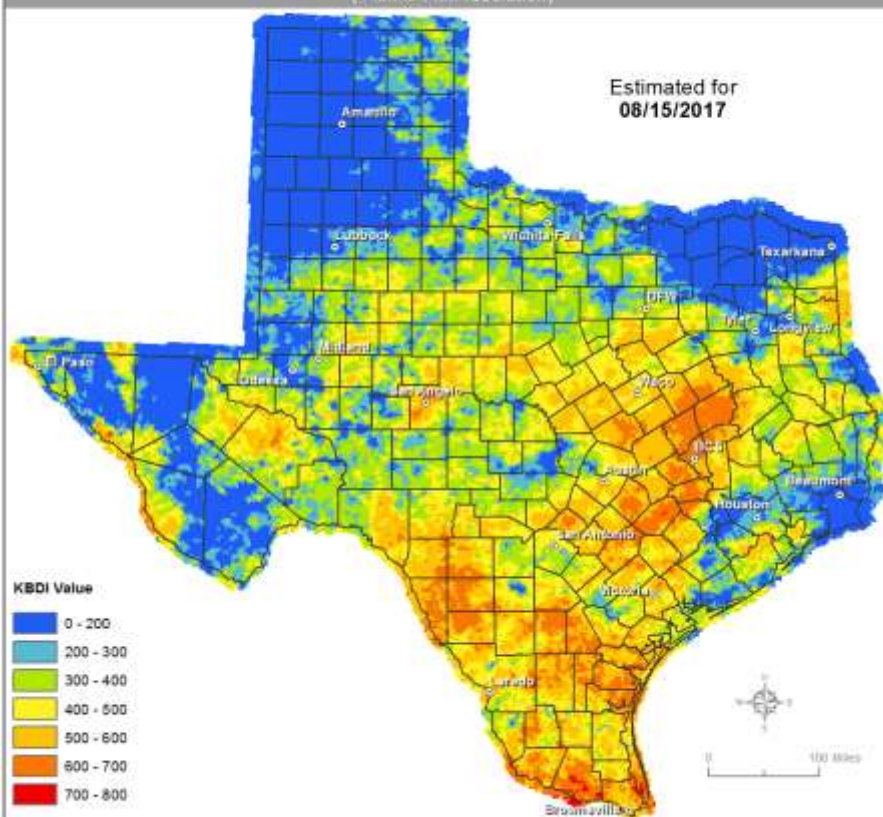 Estimated for
08/15/2017
Amarillo
Lubbock
Wichita Falls
Texarkana
DFW
Tyler
Longview
El Paso
Midland
Odessa
San Angelo
Waco
BCS
Austin
Beaumont
Houston
San Antonio
Victoria
Laredo
Brownsville
KBDI Value
0 - 200
200 - 300
300 - 400
400 - 500
500 - 600
600 - 700
700 - 800
0 100 Miles